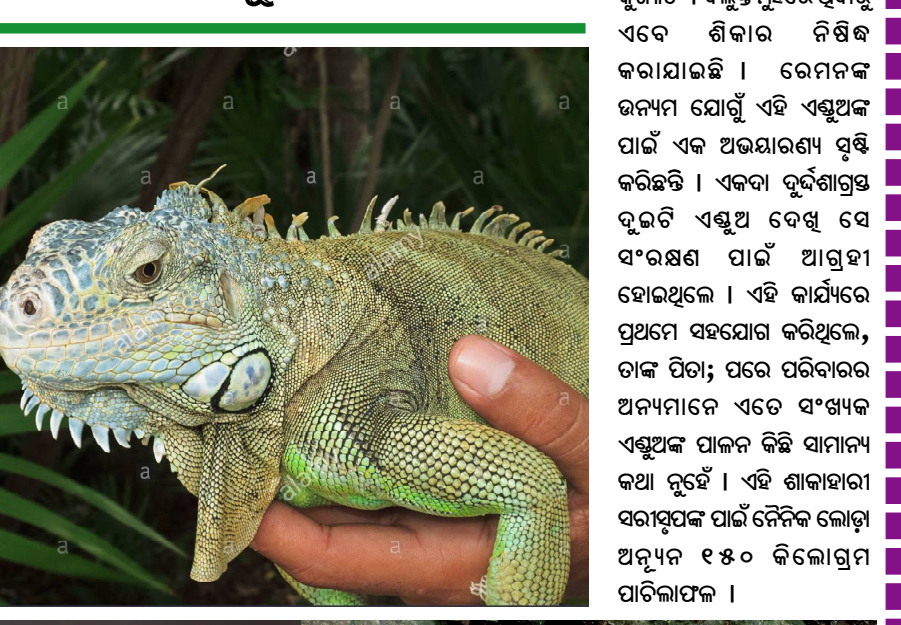 ଏବେ ଶିକାର ନିଷିଦ୍ଧ
କରାଯାଇଛି ।  ରେମନଙ୍କ
ଉଦ୍ୟମ ଯୋଗୁଁ ଏହି ଏଣ୍ଡୁଅଙ୍କ
ପାଇଁ ଏକ ଅଭୟାରଣ୍ୟ ସୃଷ୍ଟି
କରିଛନ୍ତି । ଏକଦା ଦୁର୍ଦ୍ଦଶାଗ୍ରସ୍ତ
ଦୁଇଟି ଏଣ୍ଡୁଅ ଦେଖି ସେ
ସଂରକ୍ଷଣ ପାଇଁ ଆଗ୍ରହୀ
ହୋଇଥିଲେ । ଏହି କାର୍ଯ୍ୟରେ
ପ୍ରଥମେ ସହଯୋଗ କରିଥିଲେ,
ତାଙ୍କ ପିତା; ପରେ ପରିବାରର
ଅନ୍ୟମାନେ ଏତେ ସଂଖ୍ୟକ
ଏଣ୍ଡୁଅଙ୍କ ପାଳନ କିଛି ସାମାନ୍ୟ
କଥା ନୁହେଁ । ଏହି ଶାକାହାରୀ
ସରୀସୃପଙ୍କ ପାଇଁ ନୈନିକ ଲୋଡ଼ା
ଅନ୍ୟୂନ ୧୫୦ କିଲୋଗ୍ରାମ
ପାଚିଲାଫଳ ।
a alamy